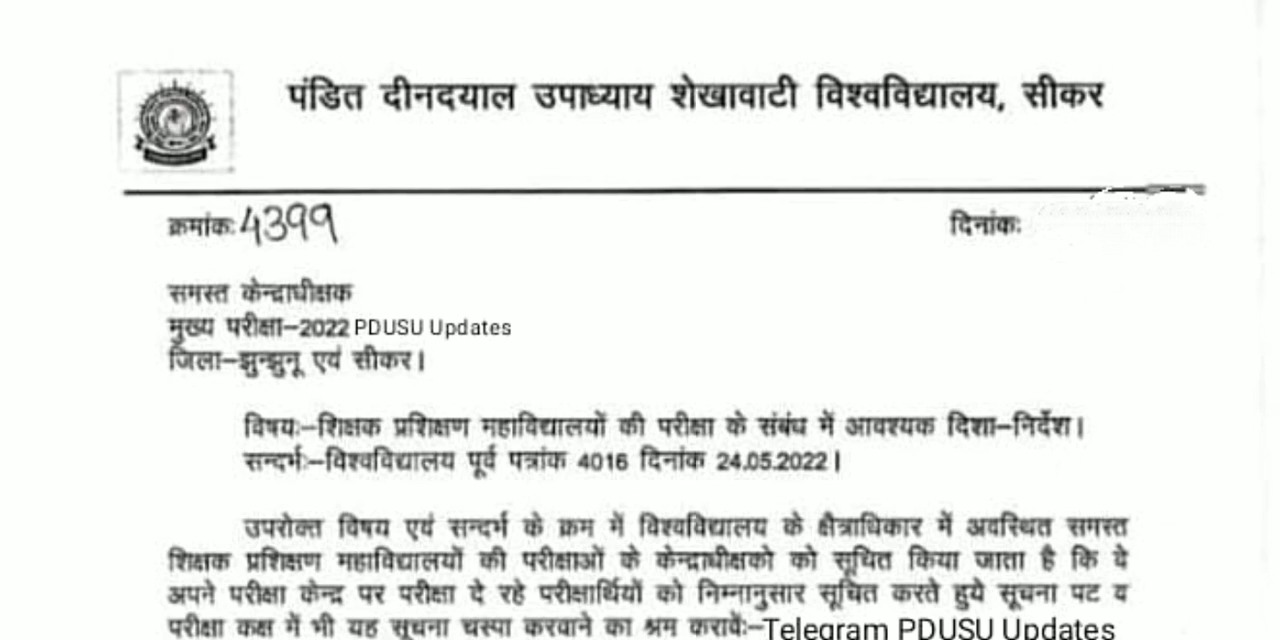 पंडित दीनदयाल उपाध्याय शेखावाटी विश्वविद्यालय, सीकर
क्रमांक: 4399 दिनांक:
समस्त केन्द्राधीक्षक
मुख्य परीक्षा–2022 PDUSU Updates
जिला–झुन्झुनू एवं सीकर।
विषय:–शिक्षक प्रशिक्षण महाविद्यालयों की परीक्षा के संबंध में आवश्यक दिशा–निर्देश।
सन्दर्भ:–विश्वविद्यालय पूर्व पत्रांक 4016 दिनांक 24.05.2022।
उपरोक्त विषय एवं सन्दर्भ के क्रम में विश्वविद्यालय के क्षैत्राधिकार में अवस्थित समस्त
शिक्षक प्रशिक्षण महाविद्यालयों की परीक्षाओं के केन्द्राधीक्षको को सूचित किया जाता है कि वे
अपने परीक्षा केन्द्र पर परीक्षा दे रहे परीक्षार्थियों को निम्नानुसार सूचित करते हुये सूचना पट व
परीक्षा कक्ष में भी यह सूचना चस्पा करवाने का श्रम करावें:–Telegram PDUSU Updates